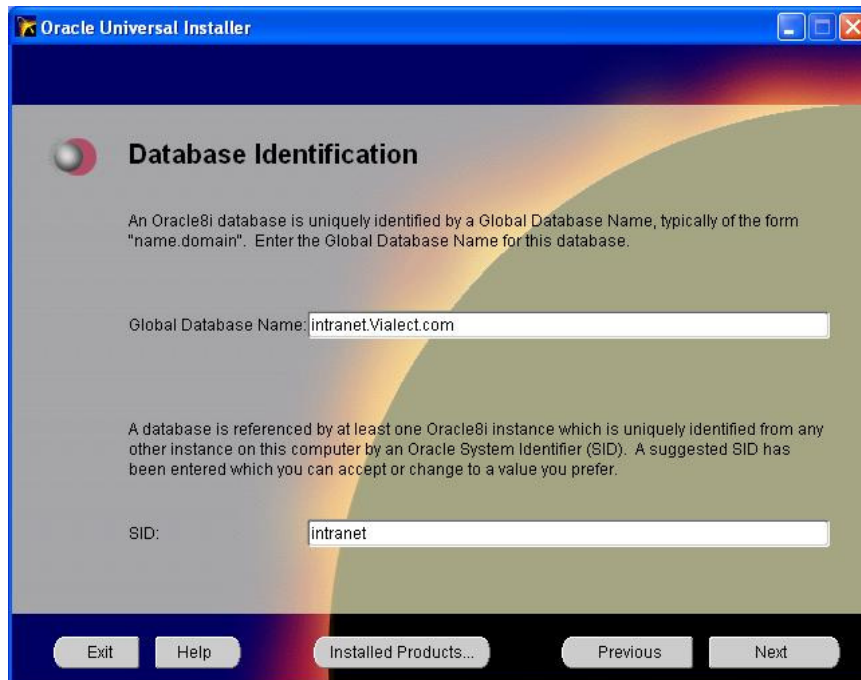 Oracle Universal Installer
Database Identification
An Oracle8i database is uniquely identified by a Global Database Name, typically of the form
"name.domain". Enter the Global Database Name for this database.
Global Database Name: intranet.Vialect.com
A database is referenced by at least one Oracle8i instance which is uniquely identified from any
other instance on this computer by an Oracle System Identifier (SID). A suggested SID has
been entered which you can accept or change to a value you prefer.
SID: intranet
Exit Help Installed Products... Previous Next